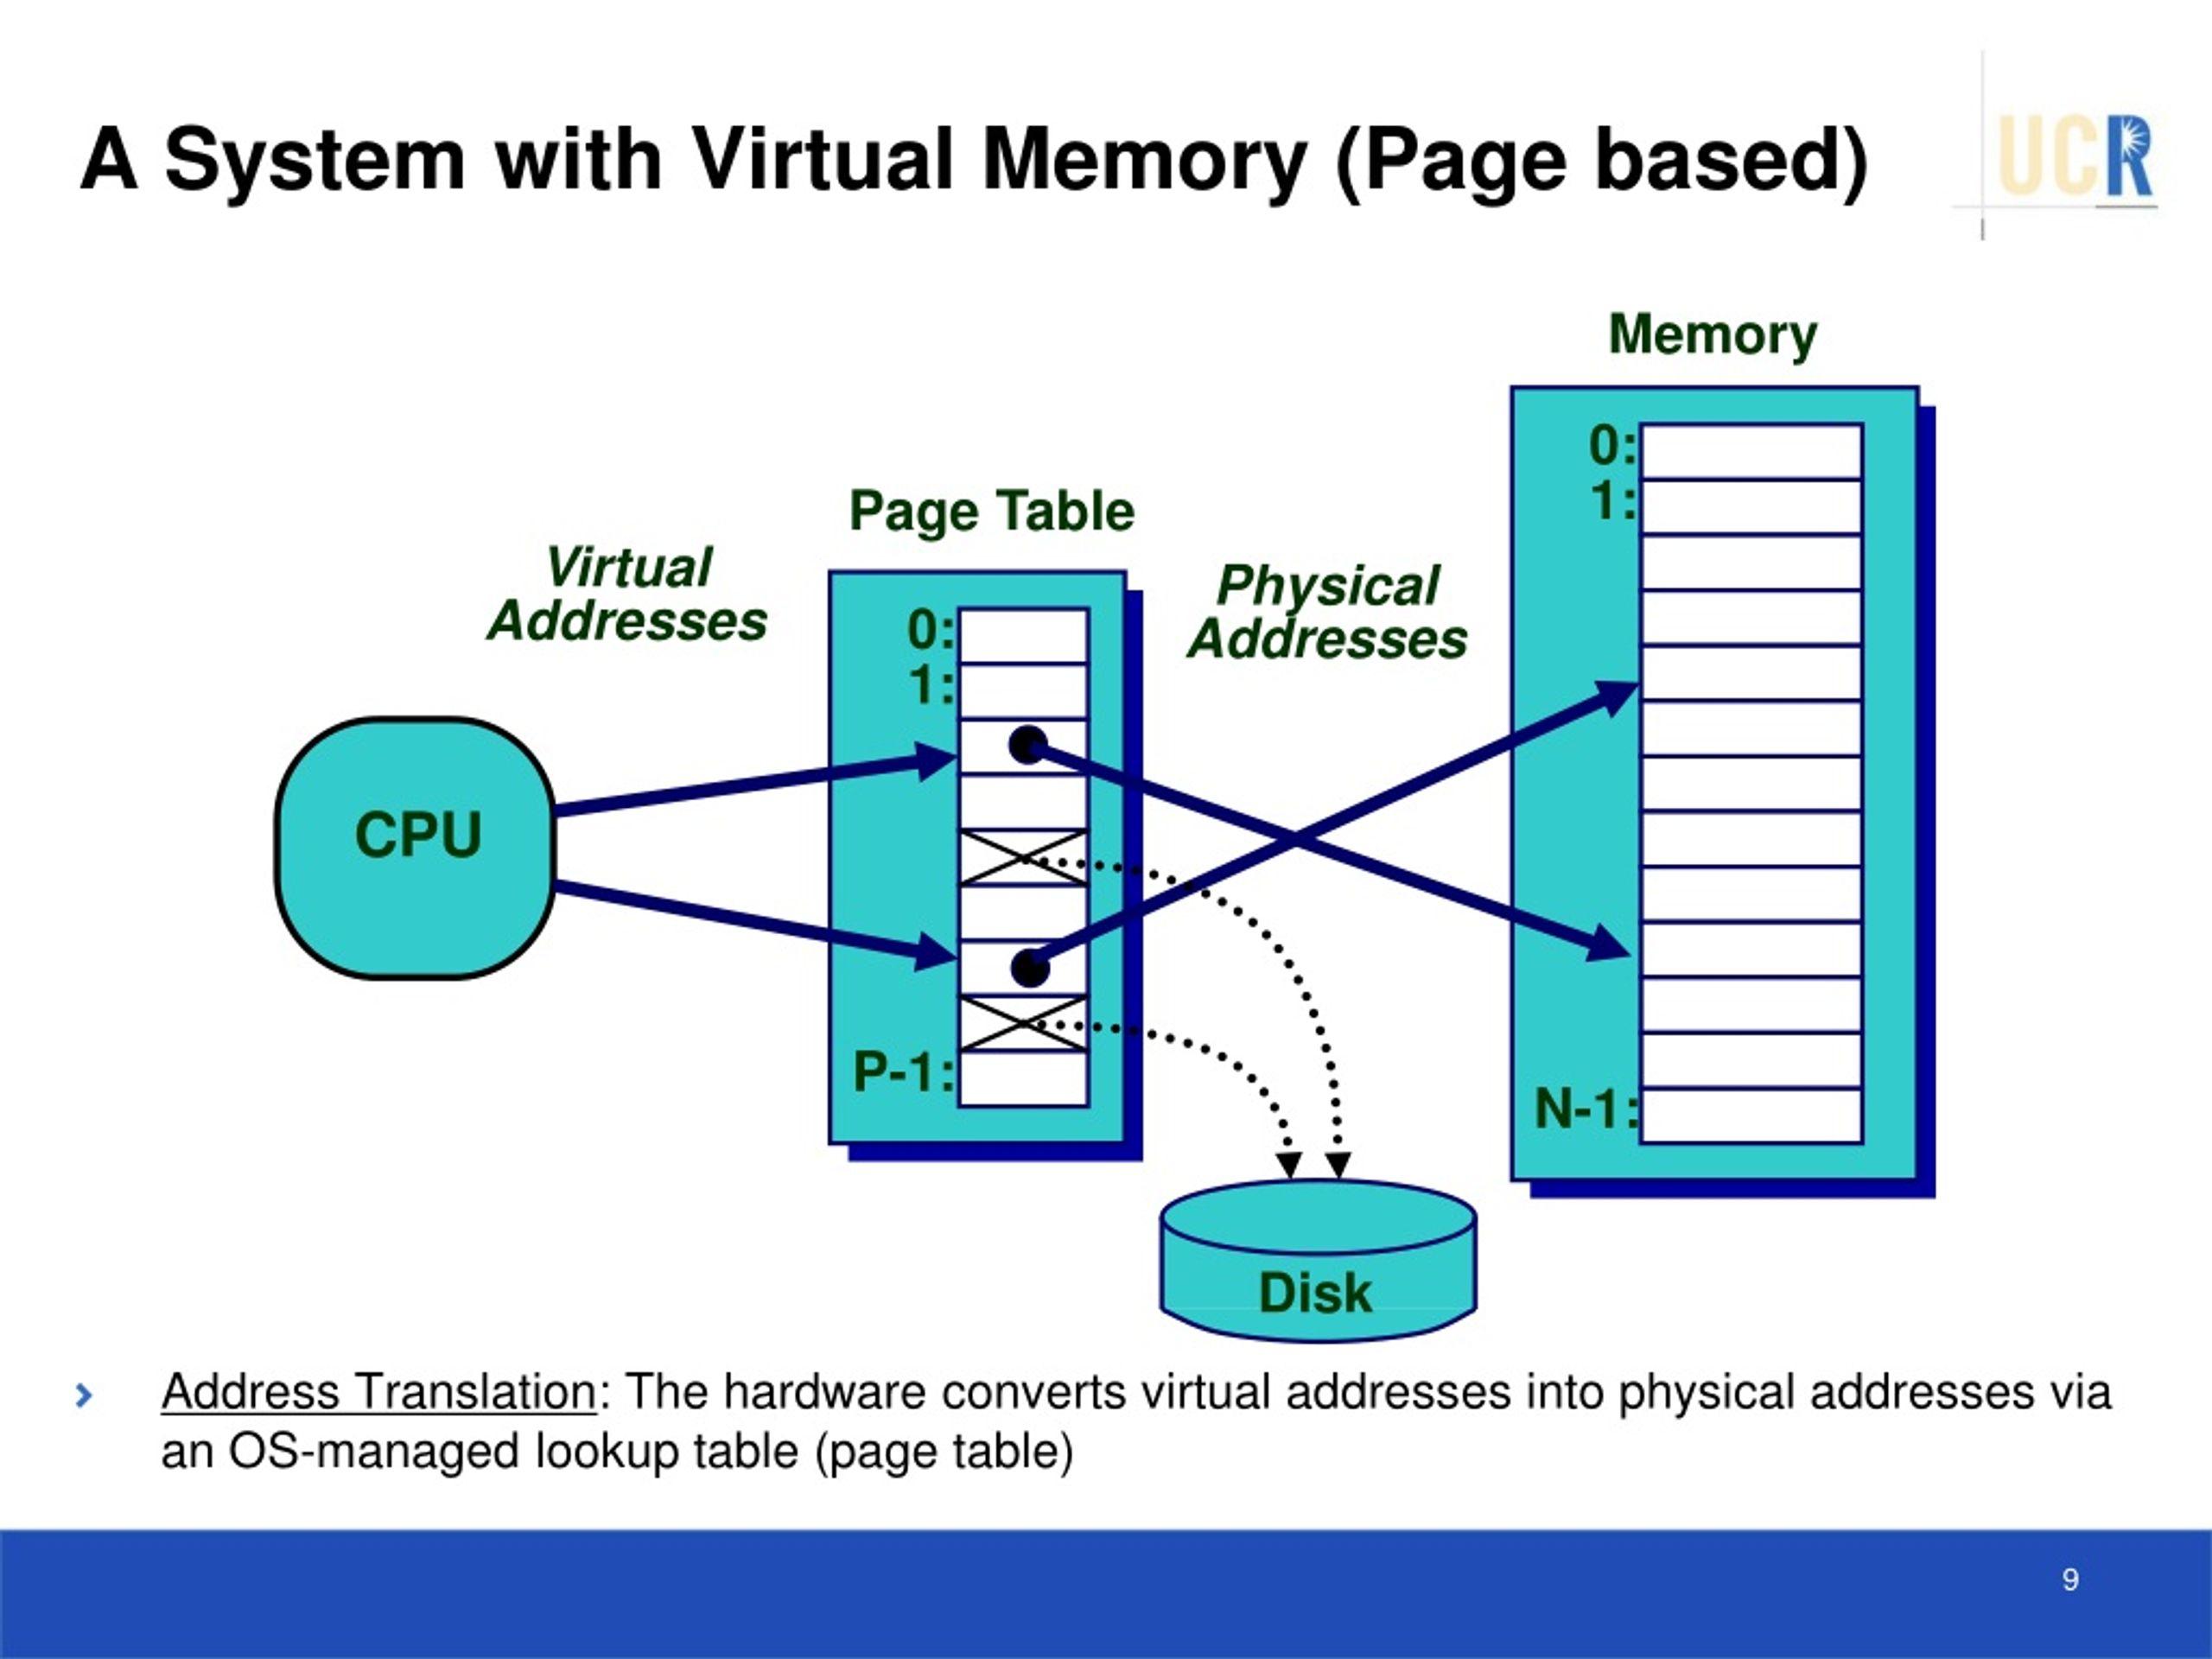 A System with Virtual Memory (Page based)
UCR
Memory
0:
1:
N-1:
Page Table
0:
1:
P-1:
Virtual
Addresses
Physical
Addresses
CPU
Disk
Address Translation: The hardware converts virtual addresses into physical addresses via
an OS-managed lookup table (page table)
9